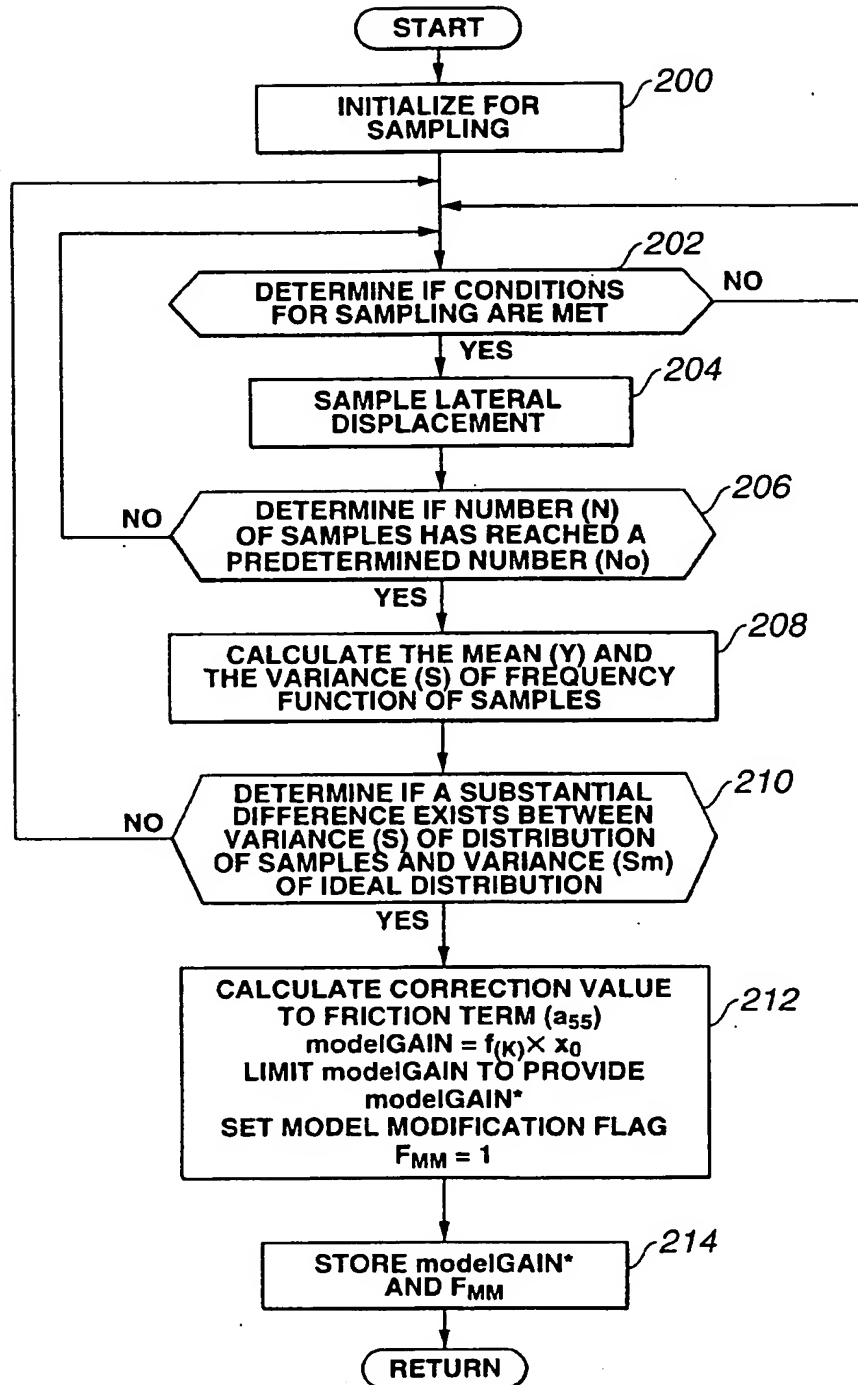 START
200
INITIALIZE FOR
SAMPLING
202
DETERMINE IF CONDITIONS
FOR SAMPLING ARE MET
NO
YES
204
SAMPLE LATERAL
DISPLACEMENT
206
NO
DETERMINE IF NUMBER (N)
OF SAMPLES HAS REACHED A
PREDETERMINED NUMBER (No)
YES
208
CALCULATE THE MEAN (Y) AND
THE VARIANCE (S) OF FREQUENCY
FUNCTION OF SAMPLES
210
NO
DETERMINE IF A SUBSTANTIAL
DIFFERENCE EXISTS BETWEEN
VARIANCE (S) OF DISTRIBUTION
OF SAMPLES AND VARIANCE (Sm)
OF IDEAL DISTRIBUTION
YES
212
CALCULATE CORRECTION VALUE
TO FRICTION TERM (a55)
modelGAIN = f(K) × x0
LIMIT modelGAIN TO PROVIDE
modelGAIN*
SET MODEL MODIFICATION FLAG
FMM = 1
214
STORE modelGAIN*
AND FMM
RETURN